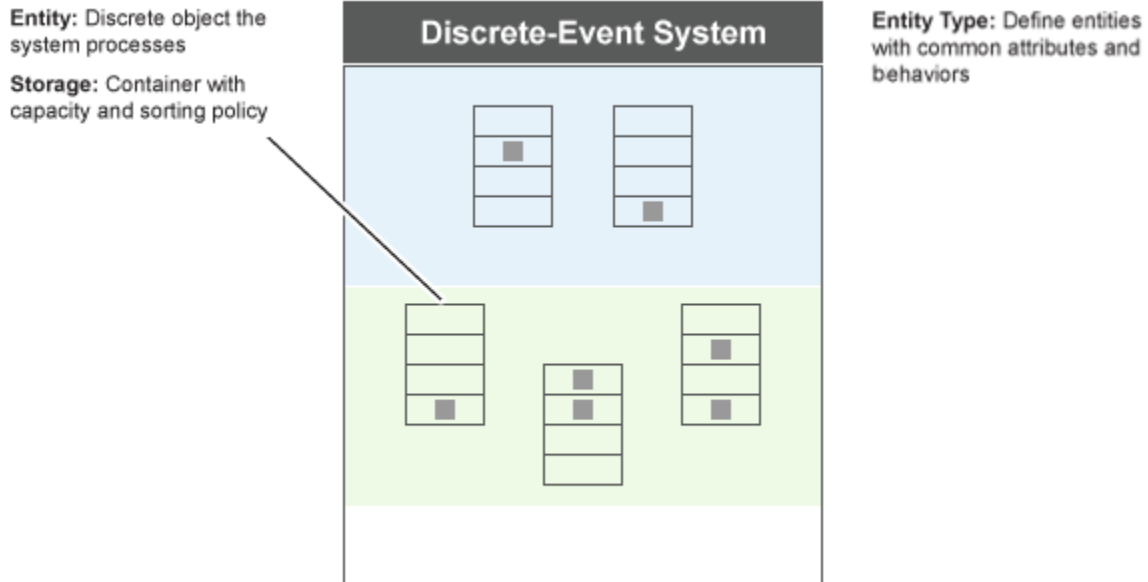 Entity: Discrete object the
system processes
Storage: Container with
capacity and sorting policy
Discrete-Event System
Entity Type: Define entities
with common attributes and
behaviors